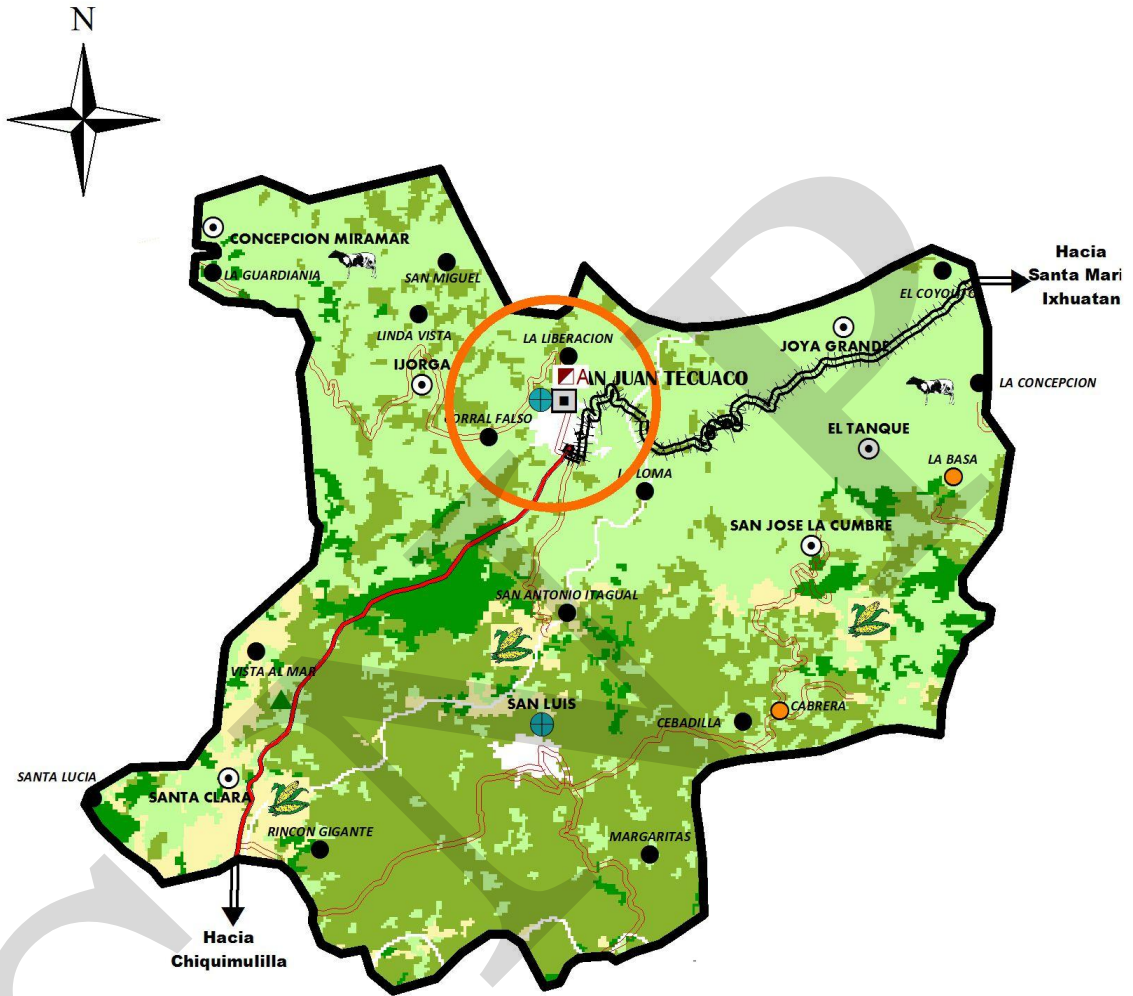 N
Hacia
Santa Mari
Ixhuatan
CONCEPCION MIRAMAR
LA GUARDIANIA
SAN MIGUEL
EL COYOLITO
LINDA VISTA
LA LIBERACION
JOYA GRANDE
IJORGA
AN JUAN TECUACO
LA CONCEPCION
CORRAL FALSO
EL TANQUE
LA BASA
LOMA
SAN JOSE LA CUMBRE
SAN ANTONIO ITAGUAL
VISTA AL MAR
SAN LUIS
CABRERA
CEBADILLA
SANTA LUCIA
SANTA CLARA
RINCON GIGANTE
MARGARITAS
Hacia
Chiquimulilla